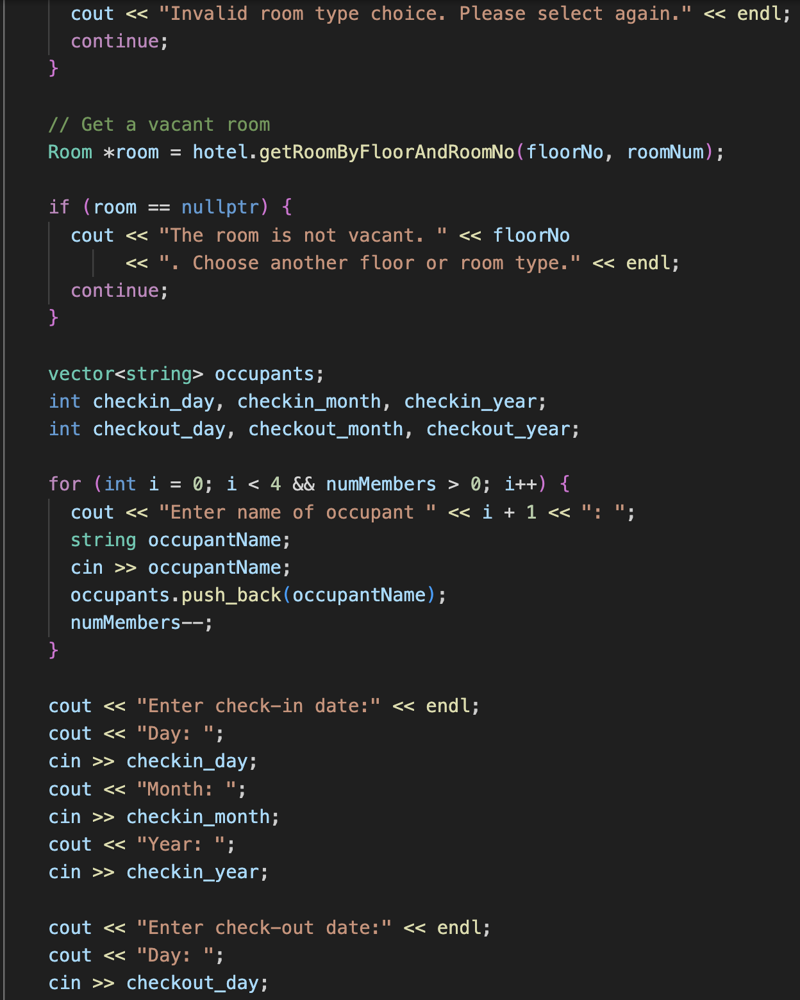 cout << "Invalid room type choice. Please select again." << endl;
continue;
}
// Get a vacant room
Room *room = hotel.getRoomByFloorAndRoomNo(floorNo, roomNum);
if (room == nullptr) {
cout << "The room is not vacant. " << floorNo
<< ". Choose another floor or room type." << endl;
continue;
}
vector<string> occupants;
int checkin_day, checkin_month, checkin_year;
int checkout_day, checkout_month, checkout_year;
for (int i = 0; i < 4 && numMembers > 0; i++) {
cout << "Enter name of occupant " << i + 1 << ": ";
string occupantName;
cin >> occupantName;
occupants.push_back(occupantName);
numMembers--;
}
cout << "Enter check-in date:" << endl;
cout << "Day: ";
cin >> checkin_day;
cout << "Month: ";
cin >> checkin_month;
cout << "Year: ";
cin >> checkin_year;
cout << "Enter check-out date:" << endl;
cout << "Day: ";
cin >> checkout_day;